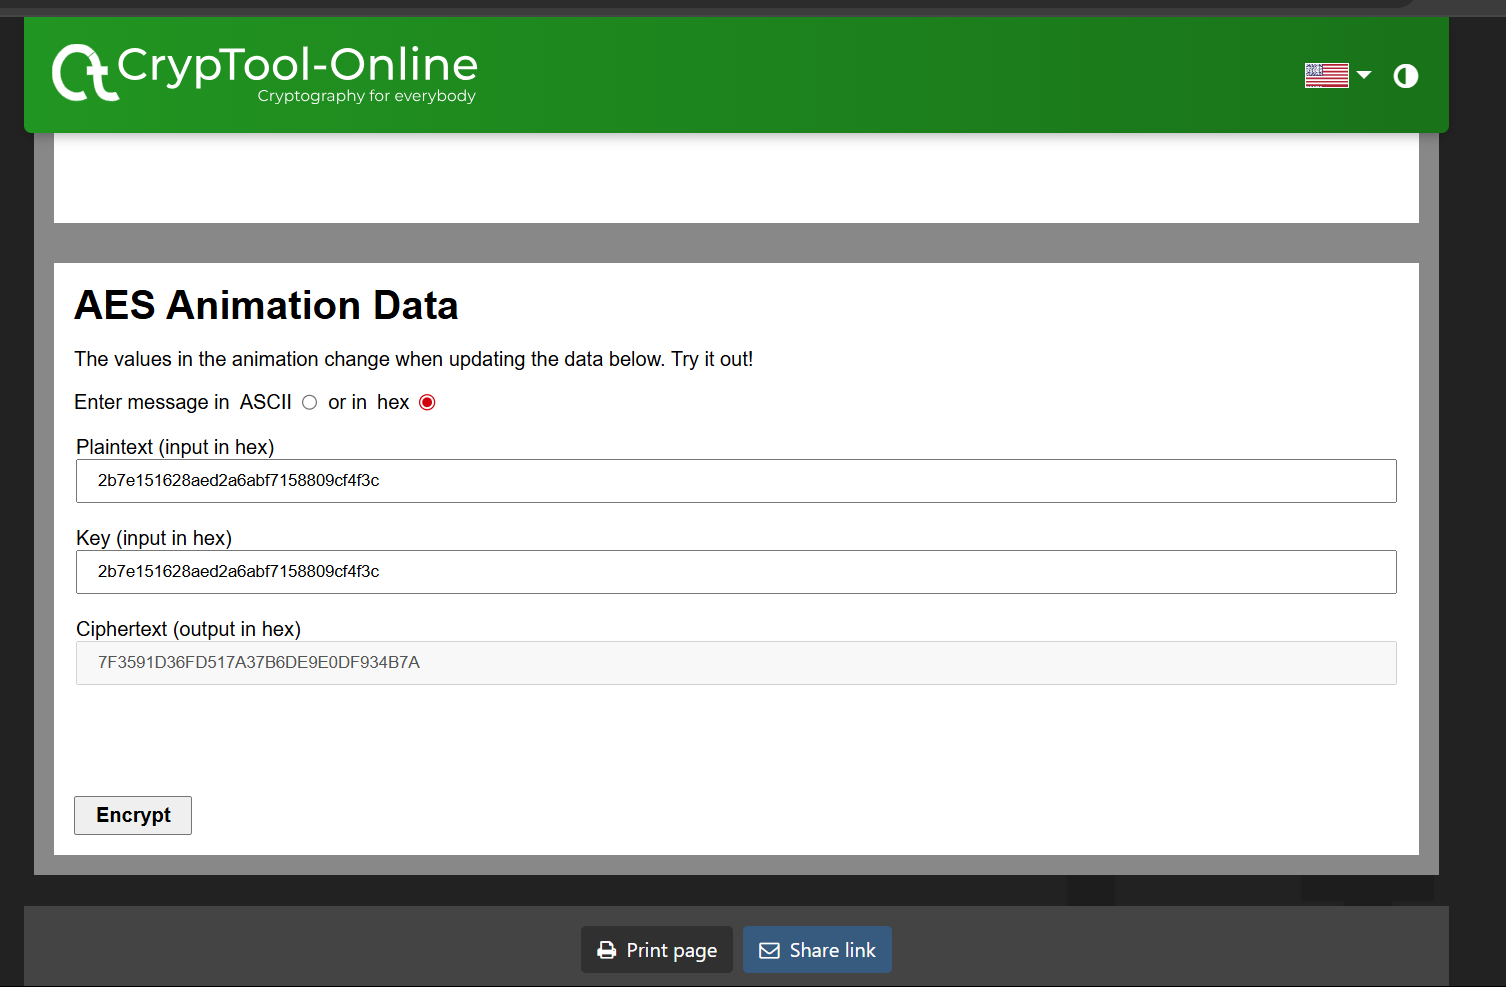 CrypTool-Online
Cryptography for everybody
AES Animation Data
The values in the animation change when updating the data below. Try it out!
Enter message in ASCII or in hex
Plaintext (input in hex)
2b7e151628aed2a6abf7158809cf4f3c
Key (input in hex)
2b7e151628aed2a6abf7158809cf4f3c
Ciphertext (output in hex)
7F3591D36FD517A37B6DE9E0DF934B7A
Encrypt
Print page
Share link